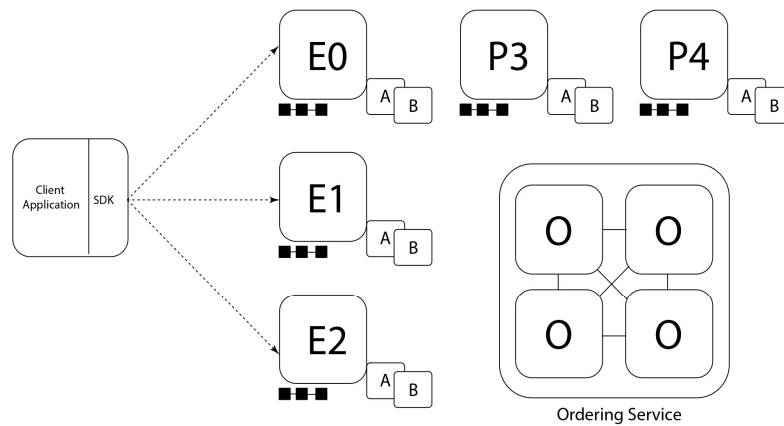 E0
A
B
P3
A
B
P4
A
B
Client
Application
SDK
E1
A
B
E2
A
B
O
O
O
O
Ordering Service